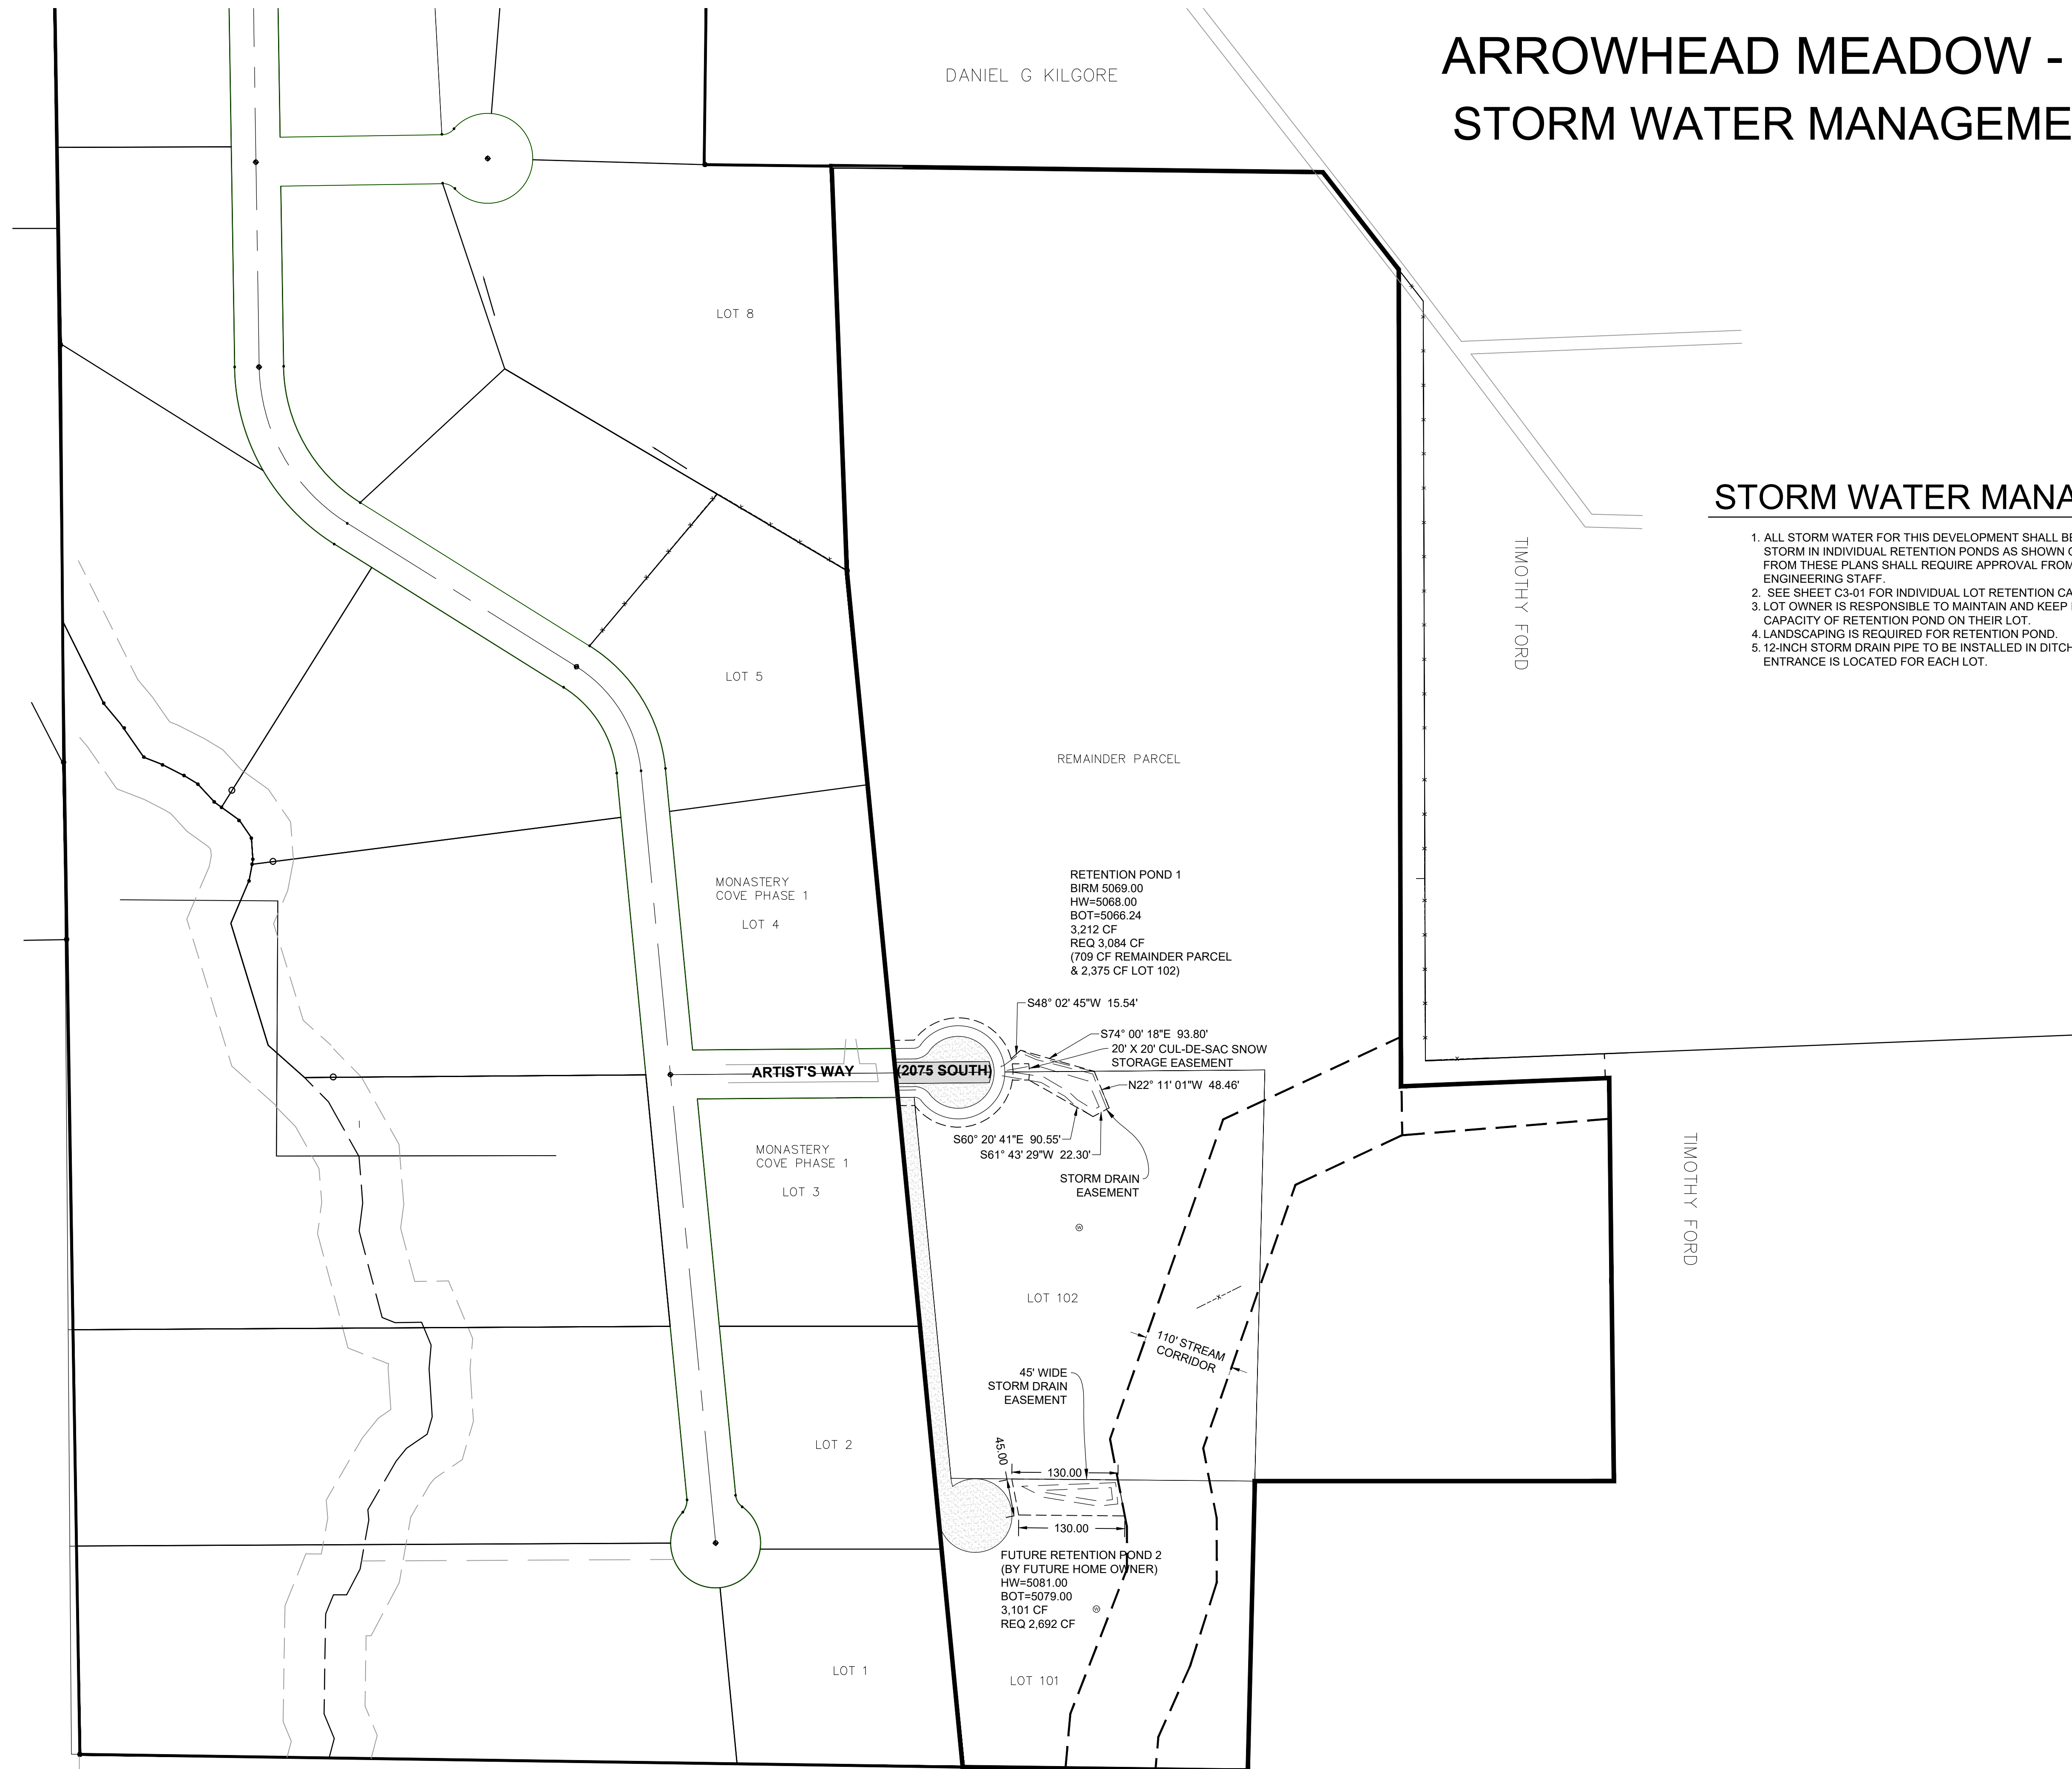 ARROWHEAD MEADOW -
STORM WATER MANAGEME
DANIEL G KILGORE
LOT 8
STORM WATER MANA
1. ALL STORM WATER FOR THIS DEVELOPMENT SHALL BE
STORM IN INDIVIDUAL RETENTION PONDS AS SHOWN
FROM THESE PLANS SHALL REQUIRE APPROVAL FROM
ENGINEERING STAFF.
2. SEE SHEET C3-01 FOR INDIVIDUAL LOT RETENTION CA
3. LOT OWNER IS RESPONSIBLE TO MAINTAIN AND KEEP
CAPACITY OF RETENTION POND ON THEIR LOT.
4. LANDSCAPING IS REQUIRED FOR RETENTION POND.
5. 12-INCH STORM DRAIN PIPE TO BE INSTALLED IN DITCH
ENTRANCE IS LOCATED FOR EACH LOT.
TIMOTHY FORD
LOT 5
REMAINDER PARCEL
MONASTERY
COVE PHASE 1
LOT 4
RETENTION POND 1
BIRM 5069.00
HW=5068.00
BOT=5066.24
3,212 CF
REQ 3,084 CF
(709 CF REMAINDER PARCEL
& 2,375 CF LOT 102)
S48° 02' 45"W 15.54'
S74° 00' 18"E 93.80'
20' X 20' CUL-DE-SAC SNOW
STORAGE EASEMENT
N22° 11' 01"W 48.46'
ARTIST'S WAY
(2075 SOUTH)
S60° 20' 41"E 90.55'
S61° 43' 29"W 22.30'
STORM DRAIN
EASEMENT
MONASTERY
COVE PHASE 1
LOT 3
TIMOTHY FORD
W
LOT 102
110' STREAM
CORRIDOR
45' WIDE
STORM DRAIN
EASEMENT
LOT 2
45.00
130.00
130.00
FUTURE RETENTION POND 2
(BY FUTURE HOME OWNER)
HW=5081.00
BOT=5079.00
3,101 CF
W
REQ 2,692 CF
LOT 1
LOT 101